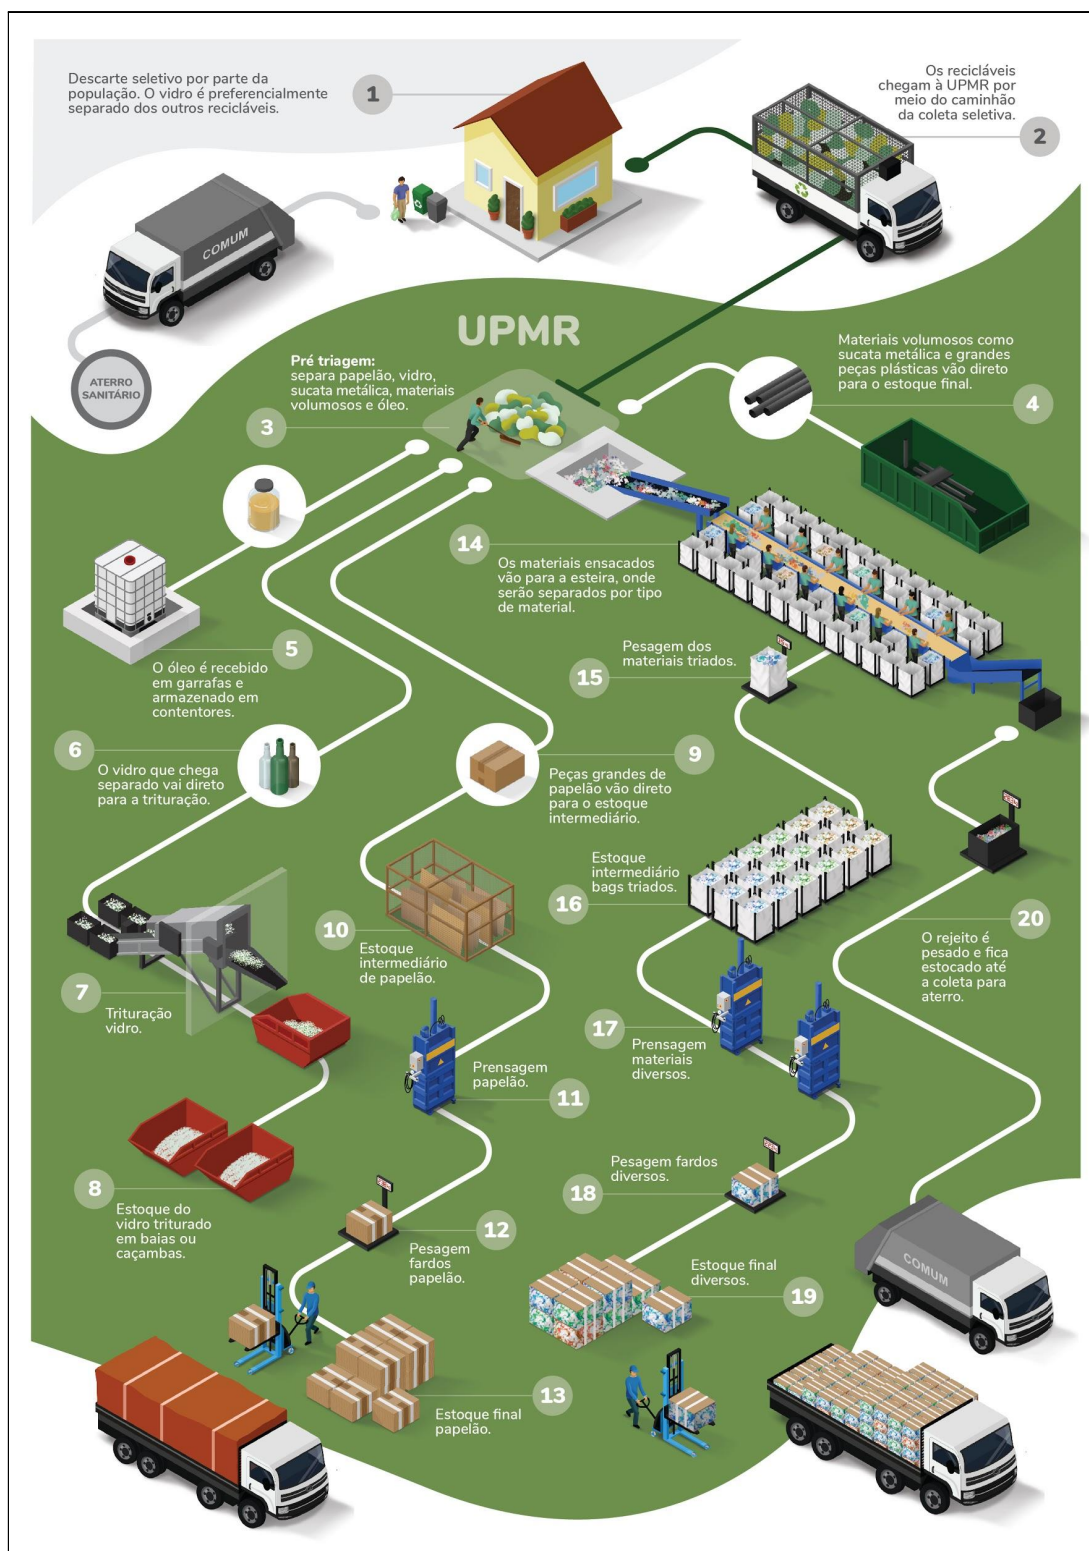 Descarte seletivo por parte da
população. O vidro é preferencialmente
separado dos outros recicláveis.
1
Os recicláveis
chegam à UPMR por
meio do caminhão
da coleta seletiva.
2
COMUM
ATERRO
SANITÁRIO
UPMR
Pré triagem:
separa papelão, vidro,
sucata metálica, materiais
volumosos e óleo.
3
Materiais volumosos como
sucata metálica e grandes
peças plásticas vão direto
para o estoque final.
4
14
Os materiais ensacados
vão para a esteira, onde
serão separados por tipo
de material.
5
O óleo é recebido
em garrafas e
armazenado em
contentores.
Pesagem dos
materiais triados.
15
6
O vidro que chega
separado vai direto
para a trituração.
9
Peças grandes de
papelão vão direto
para o estoque
intermediário.
Estoque
intermediário
bags triados.
16
10
Estoque
intermediário
de papelão.
20
O rejeito é
pesado e fica
estocado até
a coleta para
aterro.
7
Trituração
vidro.
17
Prensagem
materiais
diversos.
Prensagem
papelão.
11
8
Estoque do
vidro triturado
em baias ou
caçambas.
Pesagem fardos
diversos.
18
12
Pesagem
fardos
papelão.
COMUM
Estoque final
diversos.
19
13
Estoque final
papelão.